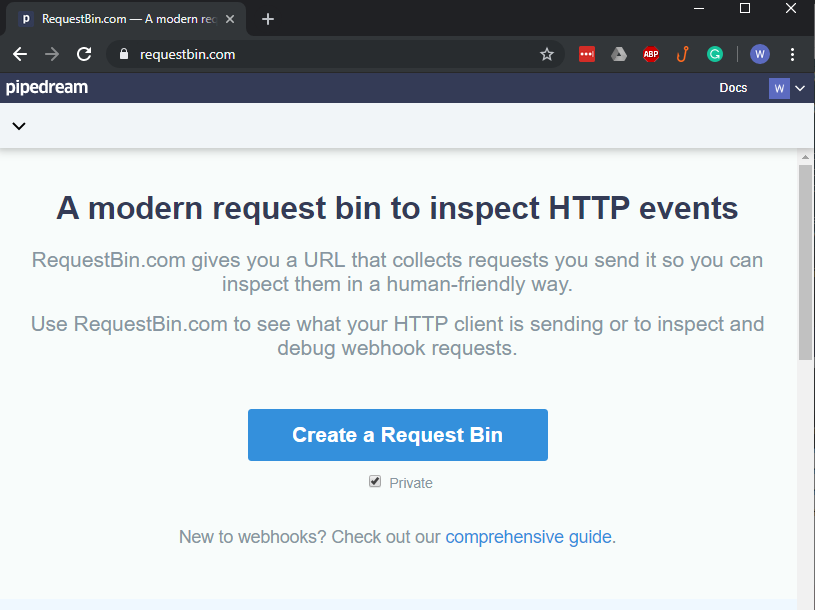 RequestBin.com — A modern req
requestbin.com
ABP
W
pipedream
Docs
W
A modern request bin to inspect HTTP events
RequestBin.com gives you a URL that collects requests you send it so you can
inspect them in a human-friendly way.
Use RequestBin.com to see what your HTTP client is sending or to inspect and
debug webhook requests.
Create a Request Bin
Private
New to webhooks? Check out our comprehensive guide.